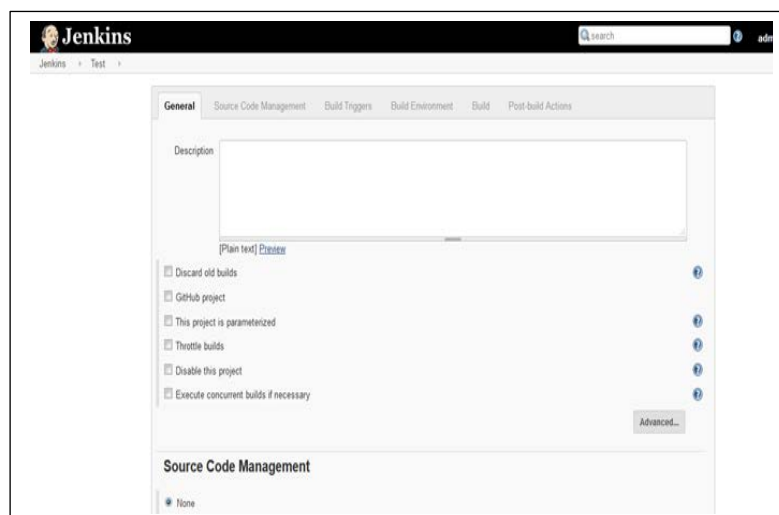 Jenkins
search
adm
Jenkins Test
General Source Code Management Build Triggers Build Environment Build Post-build Actions
Description
[Plain text] Preview
Discard old builds
GitHub project
This project is parameterized
Throttle builds
Disable this project
Execute concurrent builds if necessary
Advanced...
Source Code Management
None